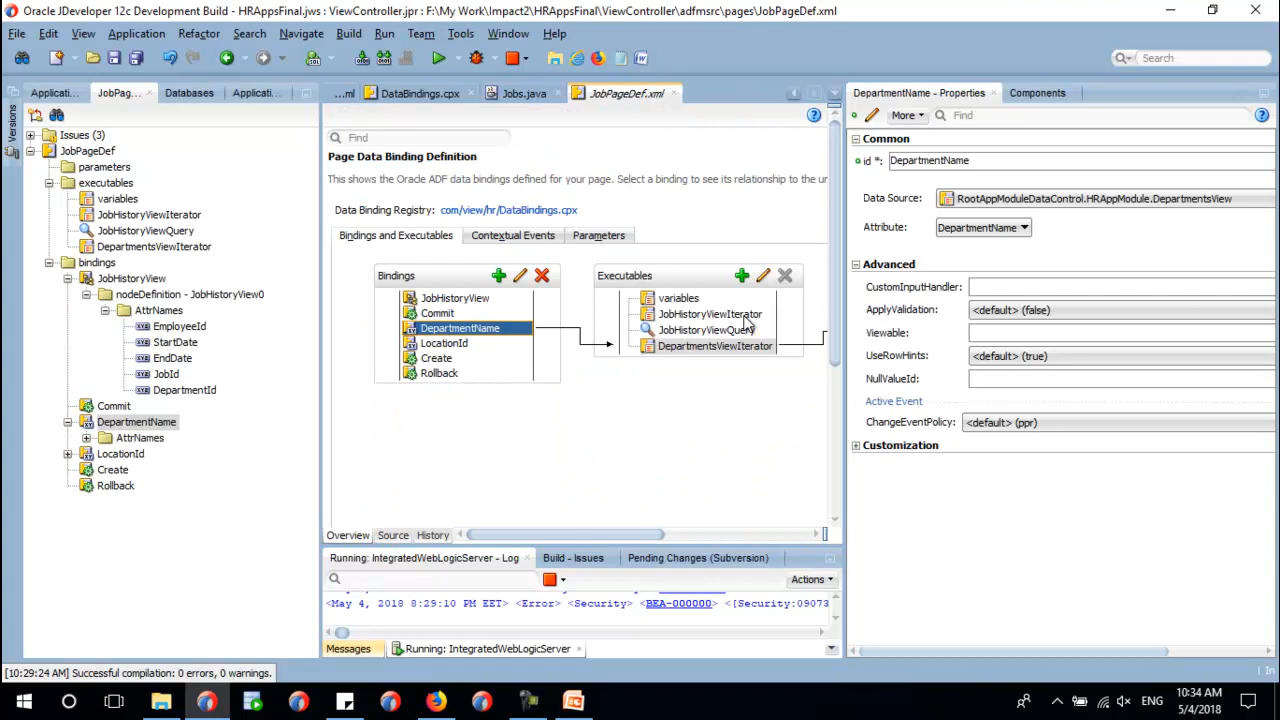 Oracle JDeveloper 12c Development Build - HRAppsFinal.jws : ViewController.jpr : F:\My Work\Impact2\HRAppsFinal\ViewController\adfmsrc\pages\JobPageDef.xml
File Edit View Application Refactor Search Navigate Build Run Team Tools Window Help
Search
Applicati... JobPag... Databases Applicati...
...ml DataBindings.cpx Jobs.java JobPageDef.xml
DepartmentName - Properties Components
Versions
More Find
Issues (3)
JobPageDef
parameters
executables
variables
JobHistoryViewIterator
JobHistoryViewQuery
DepartmentsViewIterator
bindings
JobHistoryView
nodeDefinition - JobHistoryView0
AttrNames
EmployeeId
StartDate
EndDate
JobId
DepartmentId
Commit
DepartmentName
AttrNames
LocationId
Create
Rollback
Find
Page Data Binding Definition
This shows the Oracle ADF data bindings defined for your page. Select a binding to see its relationship to the ur
Data Binding Registry: com/view/hr/DataBindings.cpx
Bindings and Executables Contextual Events Parameters
Bindings
JobHistoryView
Commit
DepartmentName
LocationId
Create
Rollback
Executables
variables
JobHistoryViewIterator
JobHistoryViewQuery
DepartmentsViewIterator
Overview Source History
Common
id *: DepartmentName
Data Source: RootAppModuleDataControl.HRAppModule.DepartmentsView
Attribute: DepartmentName
Advanced
CustomInputHandler:
ApplyValidation: <default> (false)
Viewable:
UseRowHints: <default> (true)
NullValueId:
Active Event
ChangeEventPolicy: <default> (ppr)
Customization
Running: IntegratedWebLogicServer - Log Build - Issues Pending Changes (Subversion)
Actions
<May 4, 2018 8:29:10 PM EET> <Error> <Security> <BEA-000000> <[Security:09073
Messages Running: IntegratedWebLogicServer
[10:29:24 AM] Successful compilation: 0 errors, 0 warnings.
In
ENG
10:34 AM
5/4/2018